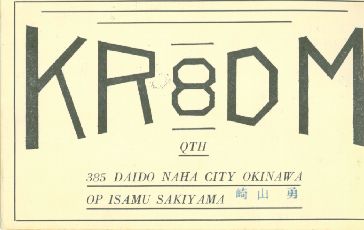 KR8DM
QTH
385 DAIDO NAHA CITY OKINAWA
OP ISAMU SAKIYAMA 崎山 勇